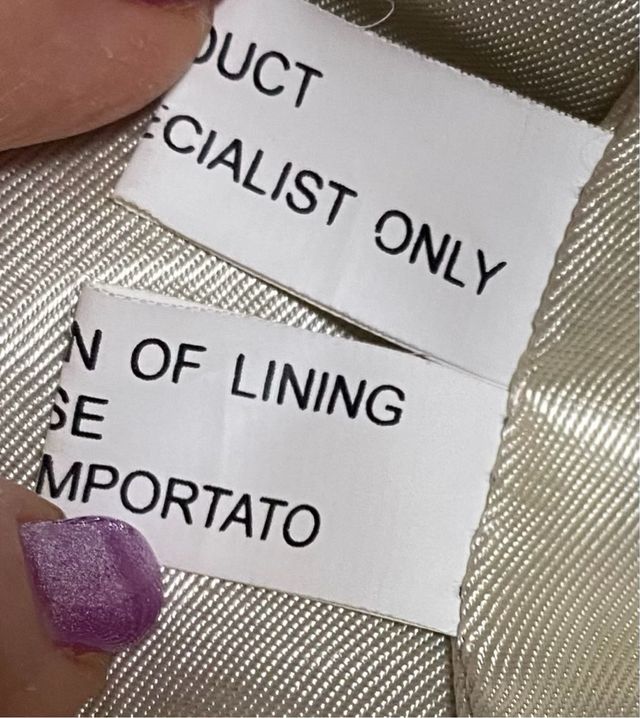 DUCT
ECIALIST ONLY
N OF LINING
SE
MPORTATO